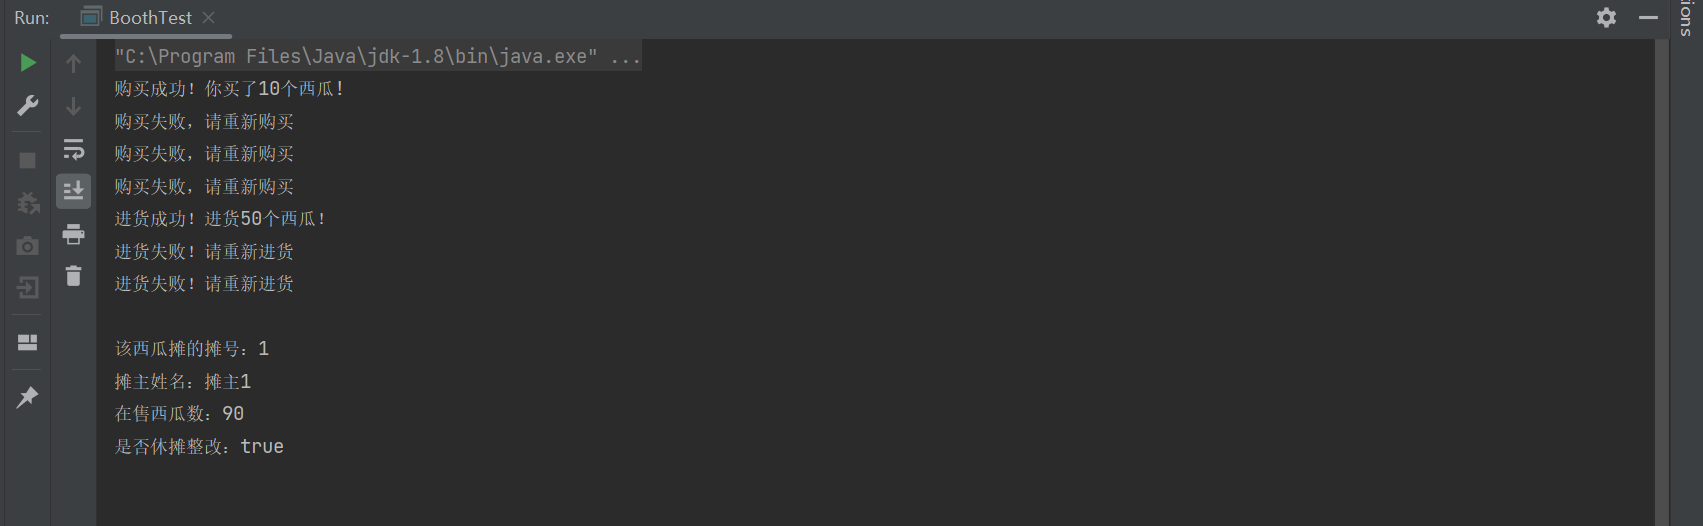 Run:
BoothTest
ions
"C:\Program Files\Java\jdk-1.8\bin\java.exe" ...
购买成功！你买了10个西瓜！
购买失败，请重新购买
购买失败，请重新购买
购买失败，请重新购买
进货成功！进货50个西瓜！
进货失败！请重新进货
进货失败！请重新进货
该西瓜摊的摊号：1
摊主姓名：摊主1
在售西瓜数：90
是否休摊整改：true